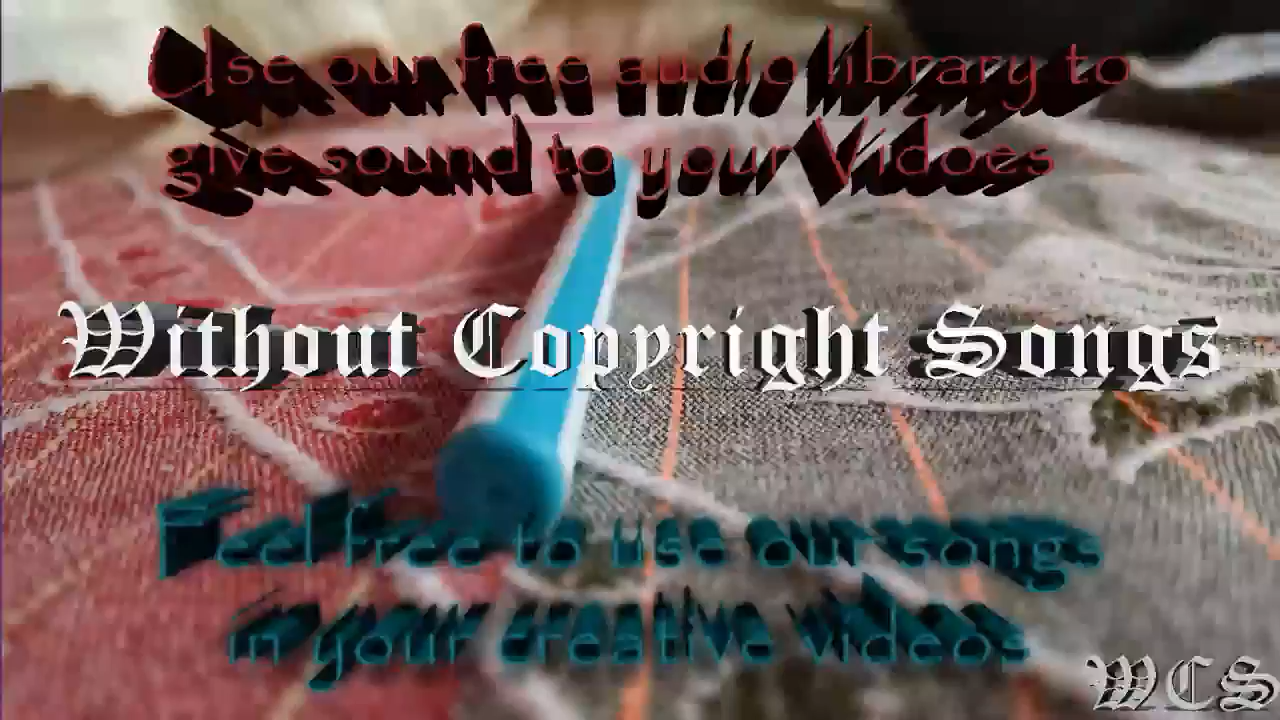 Use our free audio library to
give sound to your Vidoes
Without Copyright Songs
Feel free to use our songs
in your creative videos
WCS